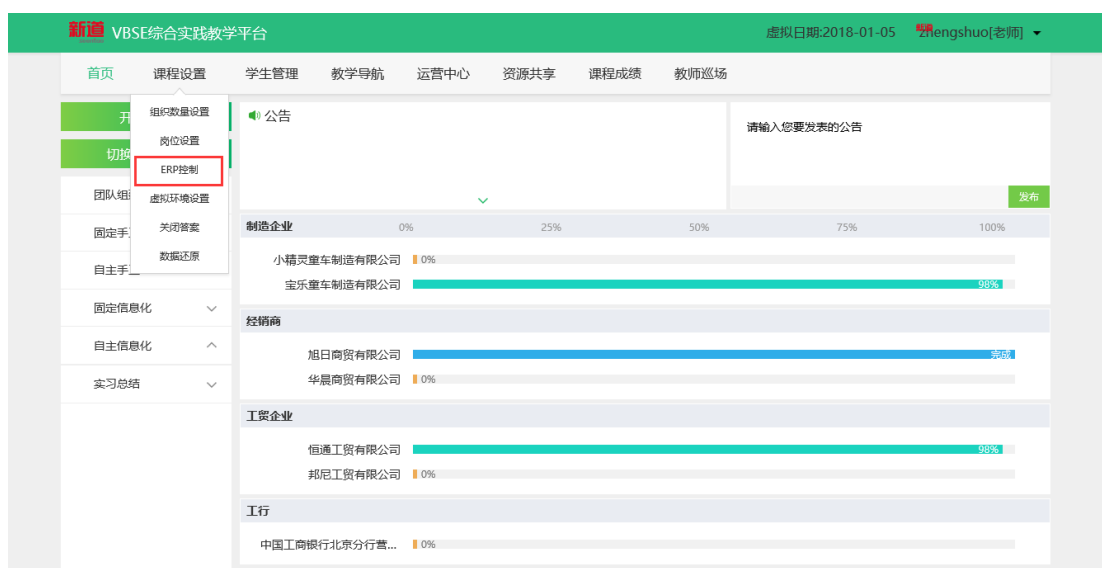 新道 VBSE综合实践教学平台
虚拟日期:2018-01-05
zhengshuo[老师]
首页 课程设置 学生管理 教学导航 运营中心 资源共享 课程成绩 教师巡场
组织数量设置
岗位设置
ERP控制
虚拟环境设置
关闭答案
数据还原
开
切换
团队组
固定手
自主手
固定信息化
自主信息化
实习总结
公告
请输入您要发表的公告
发布
制造企业 0% 25% 50% 75% 100%
小精灵童车制造有限公司 0%
宝乐童车制造有限公司 98%
经销商
旭日商贸有限公司 完成
华晨商贸有限公司 0%
工贸企业
恒通工贸有限公司 98%
邦尼工贸有限公司 0%
工行
中国工商银行北京分行营... 0%